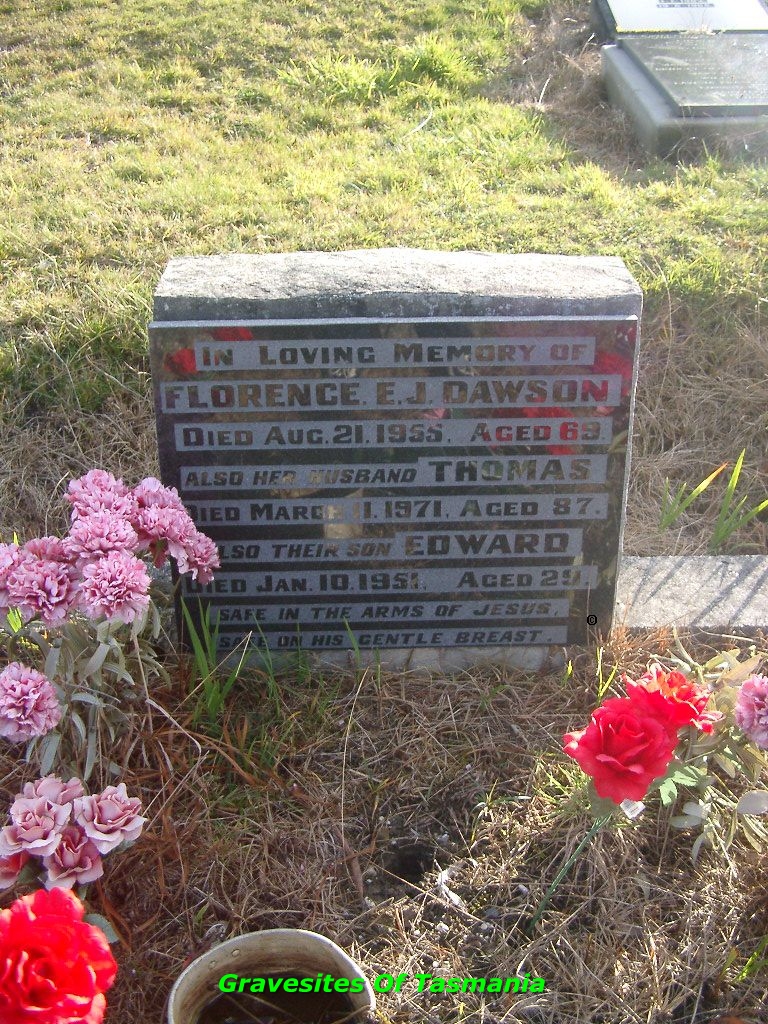 In Loving Memory of
Florence. E.J. Dawson
Died Aug. 21. 1955, Aged 69.
also her husband Thomas
Died March 11. 1971, Aged 87.
also their son Edward
Died Jan. 10. 1951, Aged 29.
Safe in the arms of Jesus,
Safe on His gentle breast.
©
Gravesites Of Tasmania